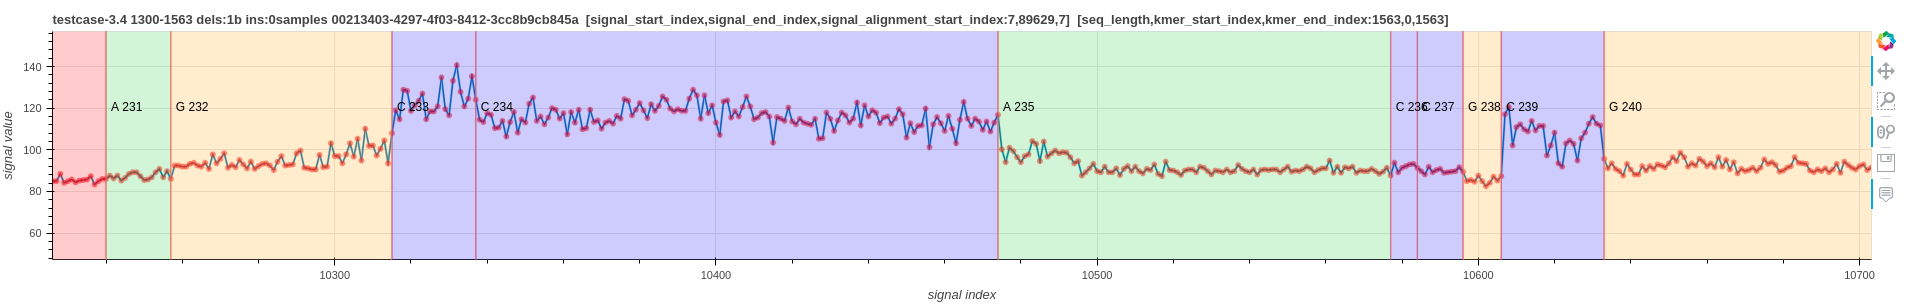 testcase-3.4 1300-1563 dels:1b ins:0samples 00213403-4297-4f03-8412-3cc8b9cb845a [signal_start_index,signal_end_index,signal_alignment_start_index:7,89629,7] [seq_length,kmer_start_index,kmer_end_index:1563,0,1563]
signal value
140
120
100
80
60
A 231
G 232
C 233
C 234
A 235
C 236
C 237
G 238
C 239
G 240
10300
10400
10500
10600
10700
signal index